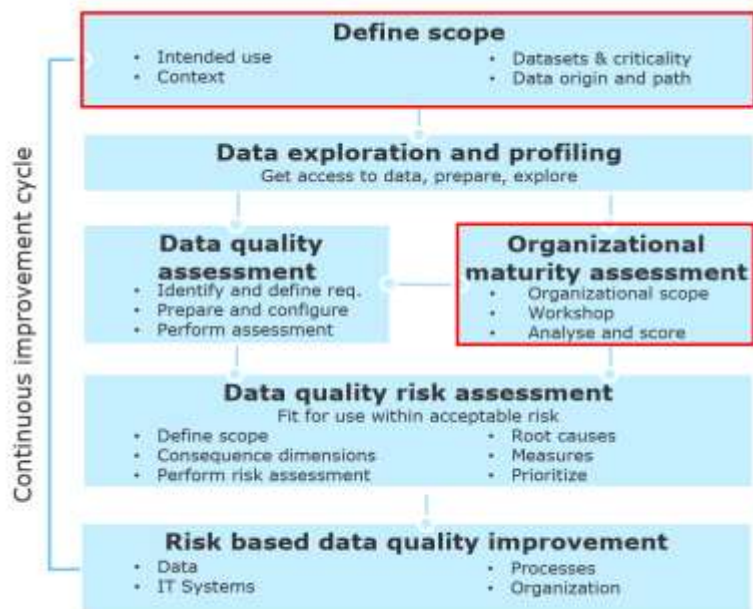 Define scope
• Intended use
• Context
• Datasets & criticality
• Data origin and path
Continuous improvement cycle
Data exploration and profiling
Get access to data, prepare, explore
Data quality
assessment
• Identify and define req.
• Prepare and configure
• Perform assessment
Organizational
maturity assessment
• Organizational scope
• Workshop
• Analyse and score
Data quality risk assessment
Fit for use within acceptable risk
• Define scope
• Consequence dimensions
• Perform risk assessment
• Root causes
• Measures
• Prioritize
Risk based data quality improvement
• Data
• IT Systems
• Processes
• Organization